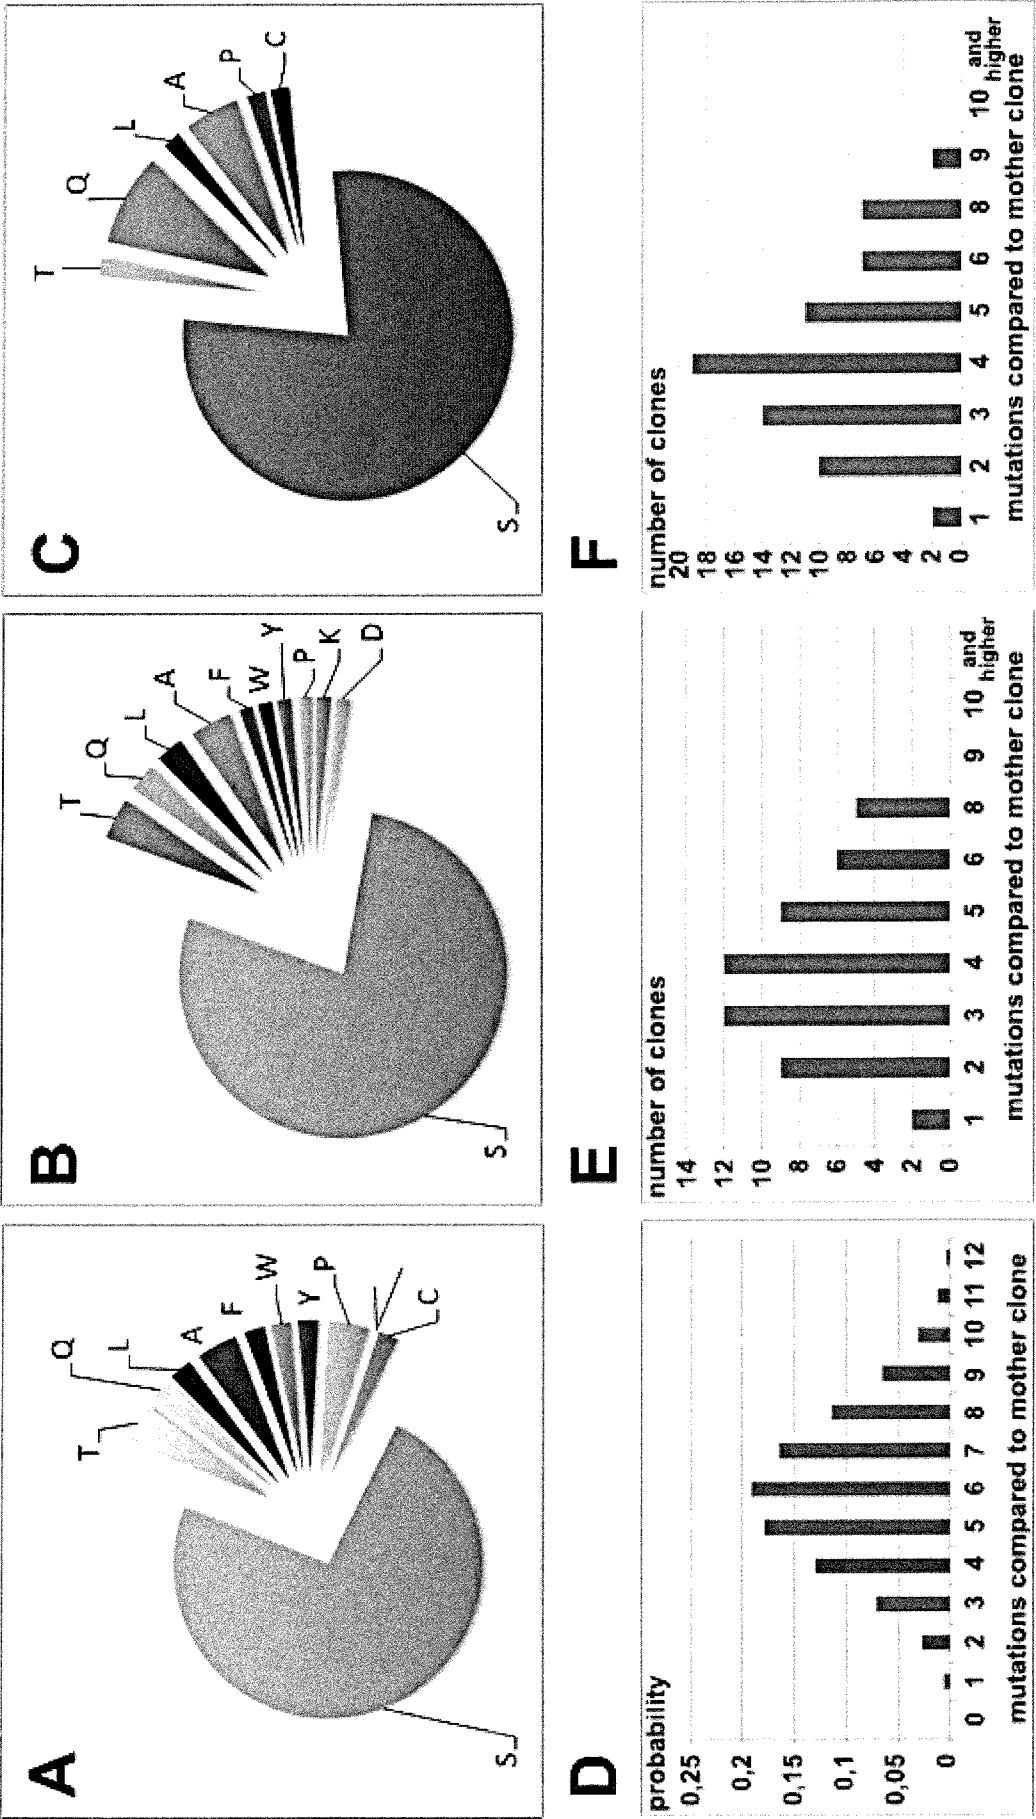 A
T
Q
L
A
F
W
Y
P
C
S
B
T
Q
L
A
F
W
Y
P
K
D
S
C
T
Q
L
A
P
C
S
D
probability
0,25
0,2
0,15
0,1
0,05
0
0 1 2 3 4 5 6 7 8 9 10 11 12
mutations compared to mother clone
E
number of clones
14
12
10
8
6
4
2
0
1 2 3 4 5 6 8 9 10 and higher
mutations compared to mother clone
F
number of clones
20
18
16
14
12
10
8
6
4
2
0
1 2 3 4 5 6 8 9 10 and higher
mutations compared to mother clone